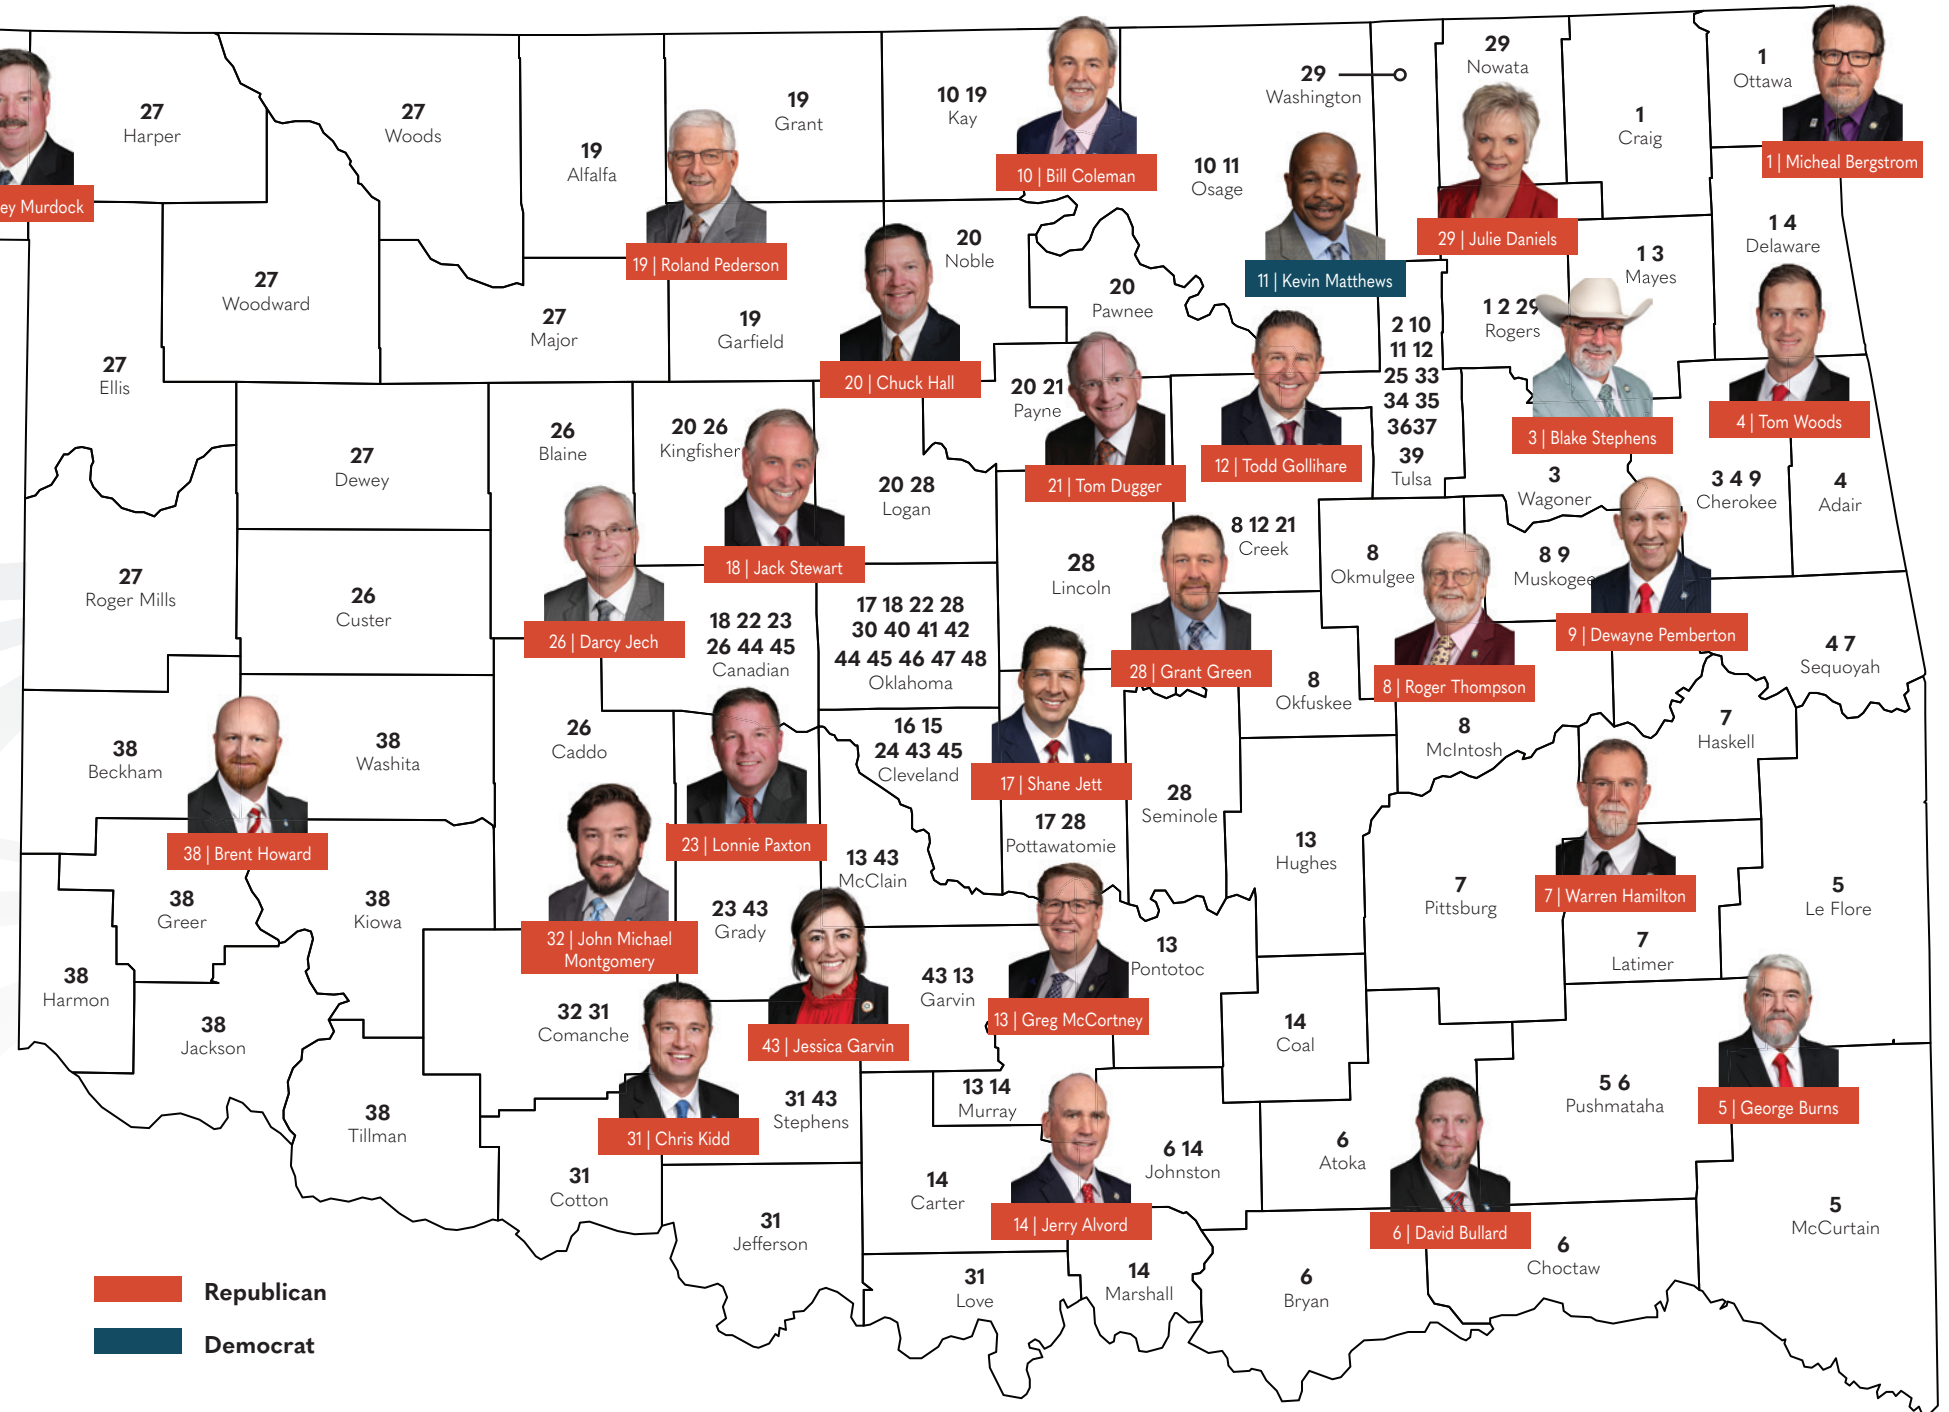 27
Harper
27
Woods
19
Alfalfa
19
Grant
10 19
Kay
10 | Bill Coleman
29
Washington
29
Nowata
1
Craig
1
Ottawa
1 | Micheal Bergstrom
ey Murdock
19 | Roland Pederson
10 11
Osage
11 | Kevin Matthews
29 | Julie Daniels
1 4
Delaware
27
Woodward
27
Major
19
Garfield
20
Noble
20 | Chuck Hall
20
Pawnee
1 3
Mayes
1 2 29
Rogers
2 10
11 12
25 33
34 35
3637
39
Tulsa
27
Ellis
27
Dewey
26
Blaine
20 26
Kingfisher
20 21
Payne
21 | Tom Dugger
12 | Todd Gollihare
3 | Blake Stephens
4 | Tom Woods
20 28
Logan
18 | Jack Stewart
3
Wagoner
3 4 9
Cherokee
4
Adair
27
Roger Mills
26
Custer
26 | Darcy Jech
18 22 23
26 44 45
Canadian
17 18 22 28
30 40 41 42
44 45 46 47 48
Oklahoma
28
Lincoln
8 12 21
Creek
8
Okmulgee
8 9
Muskogee
9 | Dewayne Pemberton
28 | Grant Green
8
Okfuskee
8 | Roger Thompson
4 7
Sequoyah
38
Beckham
38
Washita
26
Caddo
16 15
24 43 45
Cleveland
17 | Shane Jett
8
McIntosh
7
Haskell
38 | Brent Howard
23 | Lonnie Paxton
17 28
Pottawatomie
28
Seminole
13
Hughes
7
Pittsburg
7 | Warren Hamilton
5
Le Flore
38
Greer
38
Kiowa
32 | John Michael
Montgomery
23 43
Grady
13 43
McClain
7
Latimer
38
Harmon
38
Jackson
32 31
Comanche
43 | Jessica Garvin
43 13
Garvin
13 | Greg McCortney
13
Pontotoc
14
Coal
38
Tillman
31 | Chris Kidd
31 43
Stephens
13 14
Murray
6 14
Johnston
6
Atoka
5 6
Pushmataha
5 | George Burns
31
Cotton
31
Jefferson
14
Carter
14 | Jerry Alvord
6 | David Bullard
5
McCurtain
31
Love
14
Marshall
6
Bryan
6
Choctaw
Republican
Democrat